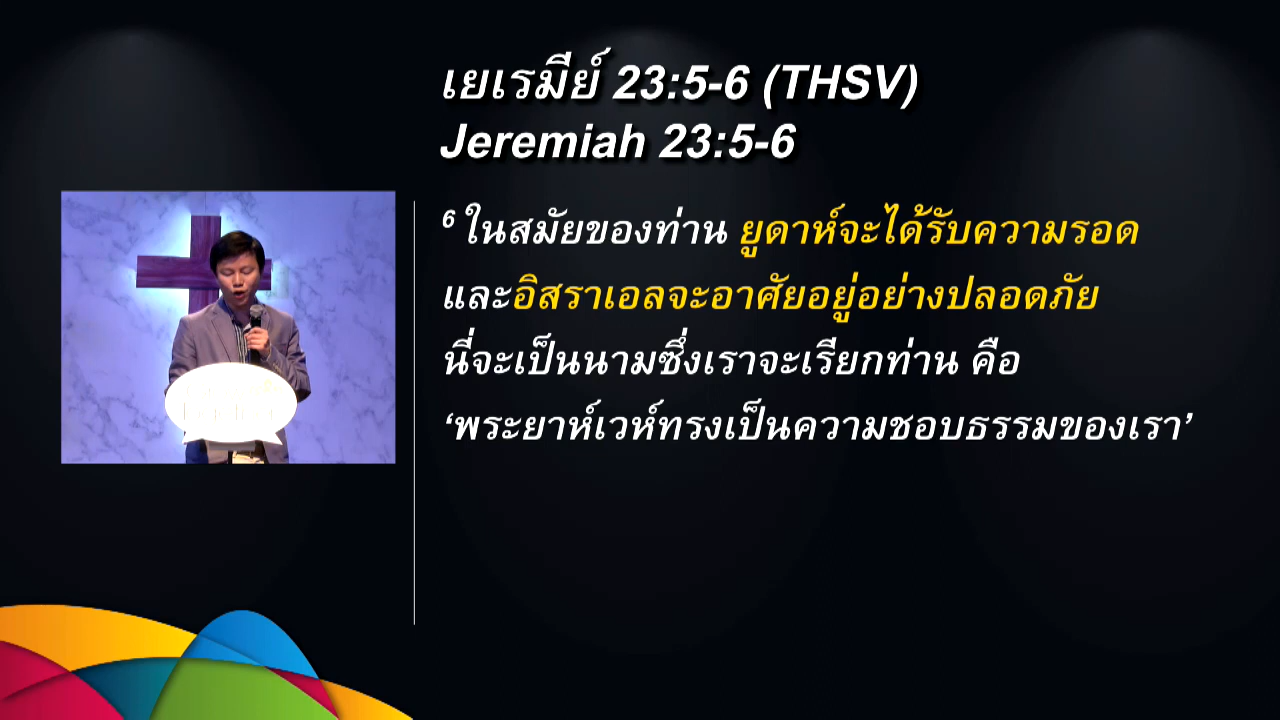 เยเรมีย์ 23:5-6 (THSV)
Jeremiah 23:5-6
6 ในสมัยของท่าน ยูดาห์จะได้รับความรอด
และอิสราเอลจะอาศัยอยู่อย่างปลอดภัย
นี่จะเป็นนามซึ่งเราจะเรียกท่าน คือ
‘พระยาห์เวห์ทรงเป็นความชอบธรรมของเรา’